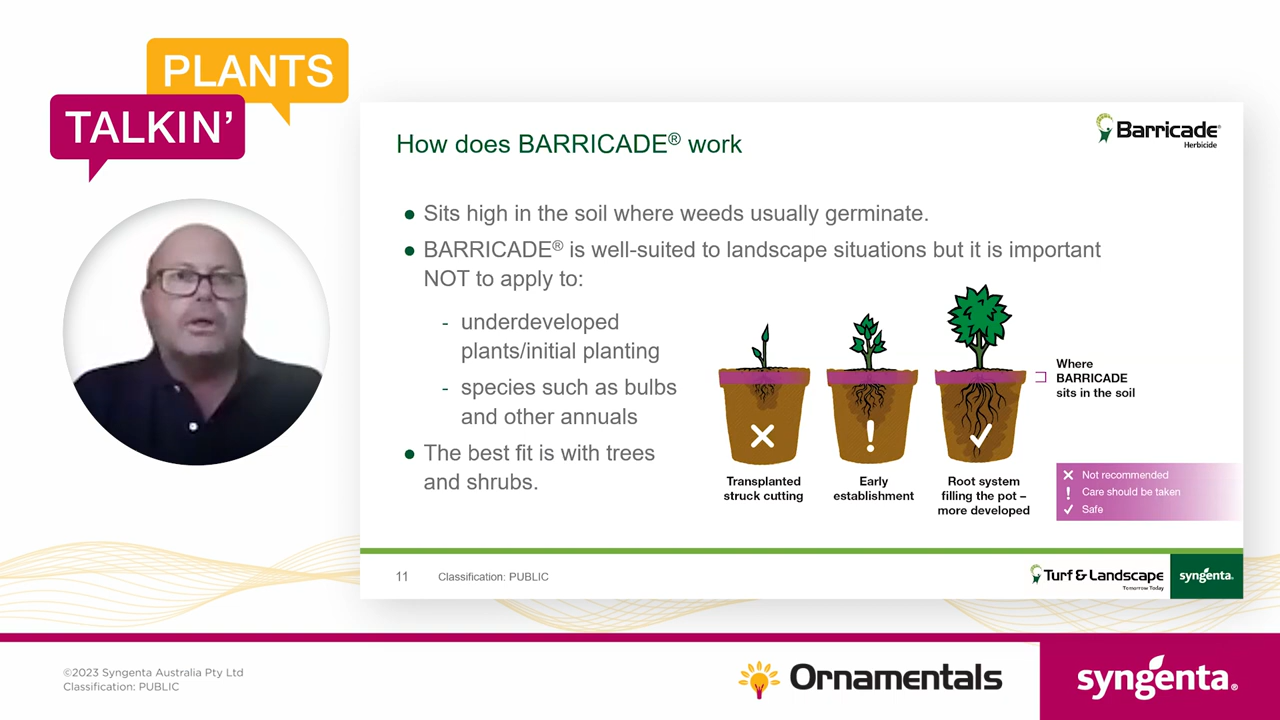 PLANTS
TALKIN'
How does BARRICADE® work
Barricade®
Herbicide
● Sits high in the soil where weeds usually germinate.
● BARRICADE® is well-suited to landscape situations but it is important
NOT to apply to:
- underdeveloped
plants/initial planting
- species such as bulbs
and other annuals
● The best fit is with trees
and shrubs.
Where
BARRICADE
sits in the soil
Transplanted
struck cutting
Early
establishment
Root system
filling the pot –
more developed
Not recommended
! Care should be taken
Safe
11 Classification: PUBLIC
Turf & Landscape
Tomorrow Today
syngenta®
©2023 Syngenta Australia Pty Ltd
Classification: PUBLIC
Ornamentals
syngenta®